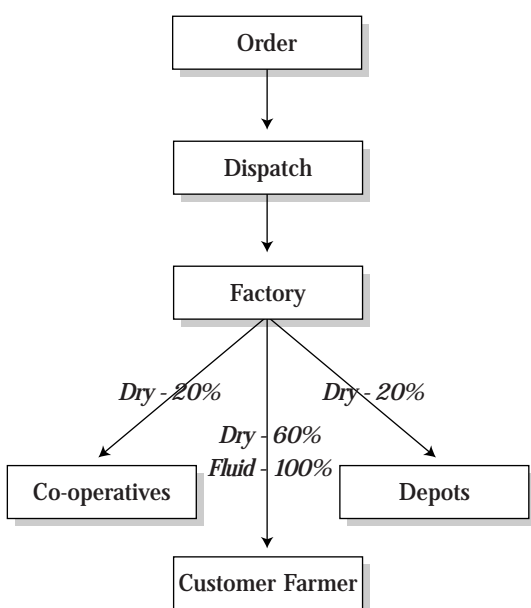 Order
Dispatch
Factory
Dry - 20%
Dry - 20%
Dry - 60%
Fluid - 100%
Co-operatives
Depots
Customer Farmer